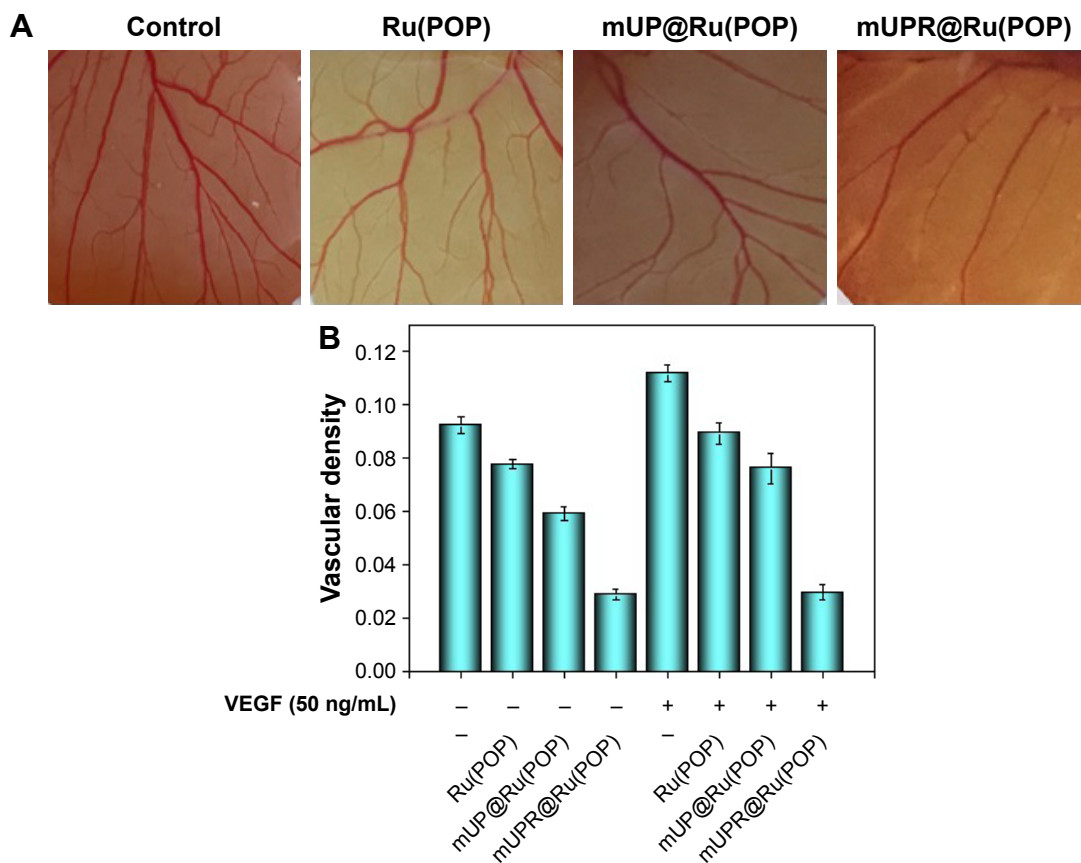 A
Control
Ru(POP)
mUP@Ru(POP)
mUPR@Ru(POP)
B
Vascular density
0.12
0.10
0.08
0.06
0.04
0.02
0.00
VEGF (50 ng/mL)
– – – – + + + +
– Ru(POP) mUP@Ru(POP) mUPR@Ru(POP) – Ru(POP) mUP@Ru(POP) mUPR@Ru(POP)